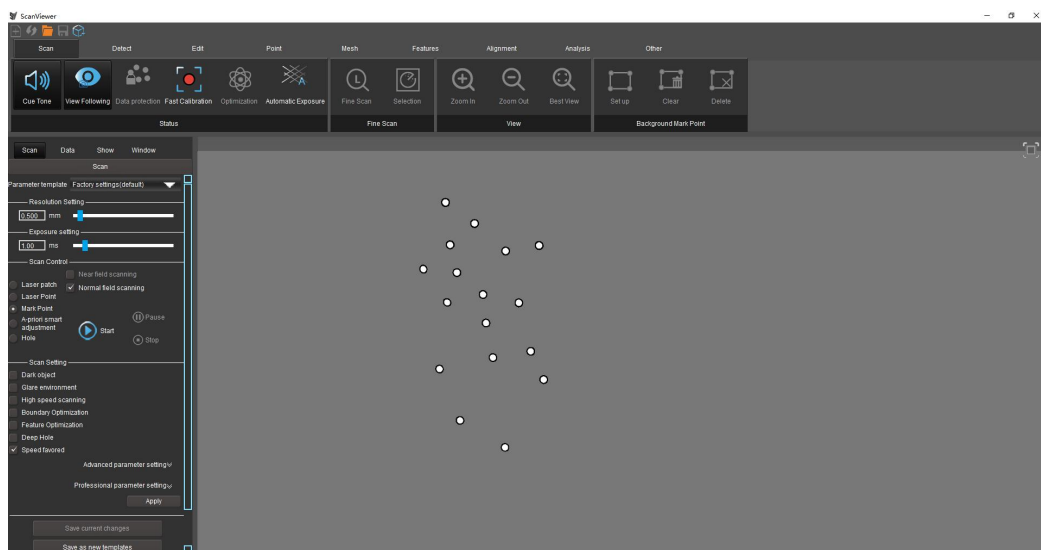 ScanViewer
Scan Detect Edit Point Mesh Features Alignment Analysis Other
Cue Tone View Following Data protection Fast Calibration Optimization Automatic Exposure Fine Scan Selection Zoom In Zoom Out Best View Set up Clear Delete
Status Fine Scan View Background Mark Point
Scan Data Show Window
Scan
Parameter template Factory settings(default)
Resolution Setting
0.500 mm
Exposure setting
1.00 ms
Scan Control
Near field scanning
Laser patch Normal field scanning
Laser Point
Mark Point
A-priori smart
adjustment
Hole
Start
Pause
Stop
Scan Setting
Dark object
Glare environment
High speed scanning
Boundary Optimization
Feature Optimization
Deep Hole
Speed favored
Advanced parameter setting
Professional parameter setting
Apply
Save current changes
Save as new templates